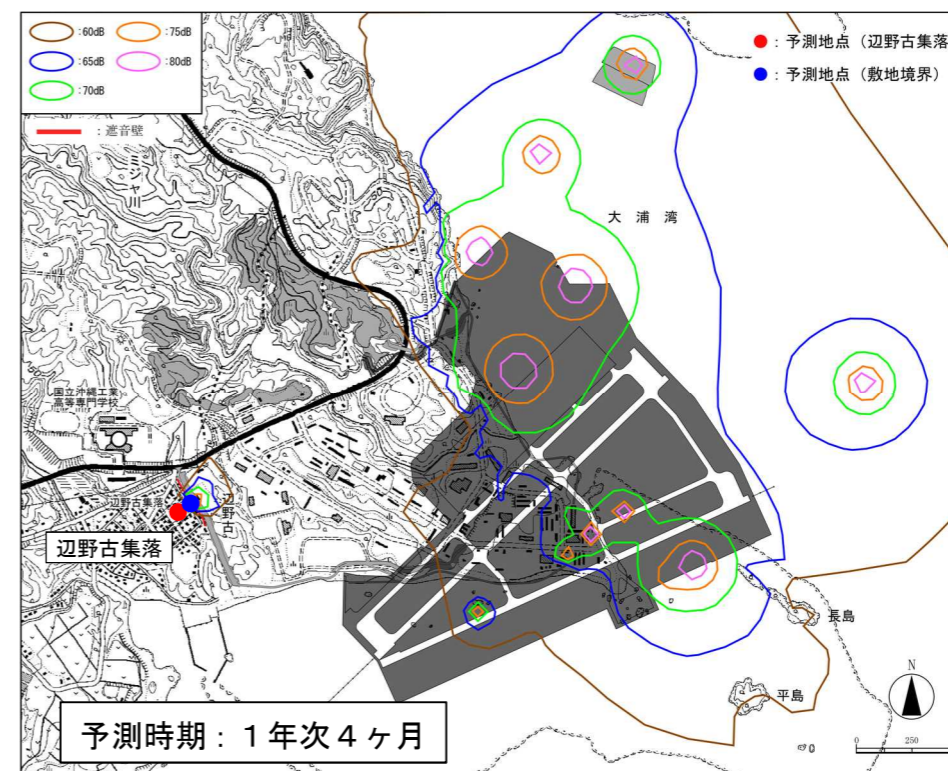 :60dB
:75dB
:65dB
:80dB
:70dB
:遮音壁
●:予測地点(辺野古集落
●:予測地点(敷地境界)
大浦湾
国立沖縄工業
高等専門学校
辺野古集落
辺野古
辺野古集落
長島
平島
N
0 250
予測時期:1年次4ヶ月